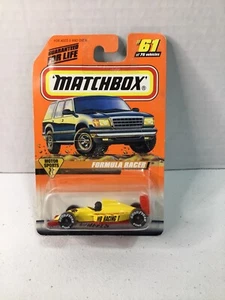 GUARANTEED
FOR LIFE
#61
of 75 vehicles
MATCHBOX
MOTOR
SPORTS
FORMULA RACER